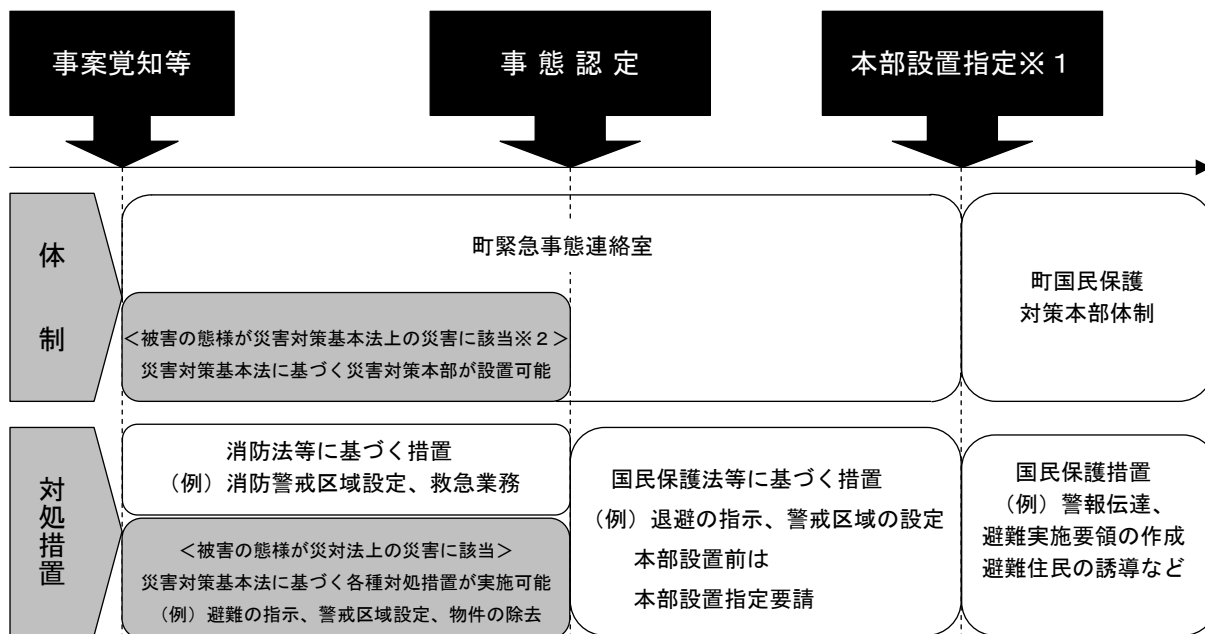 事案覚知等
事態認定
本部設置指定※１
体制
町緊急事態連絡室
＜被害の態様が災害対策基本法上の災害に該当※２＞
災害対策基本法に基づく災害対策本部が設置可能
町国民保護
対策本部体制
対処措置
消防法等に基づく措置
（例）消防警戒区域設定、救急業務
＜被害の態様が災対法上の災害に該当＞
災害対策基本法に基づく各種対処措置が実施可能
（例）避難の指示、警戒区域設定、物件の除去
国民保護法等に基づく措置
（例）退避の指示、警戒区域の設定
本部設置前は
本部設置指定要請
国民保護措置
（例）警報伝達、
避難実施要領の作成
避難住民の誘導など